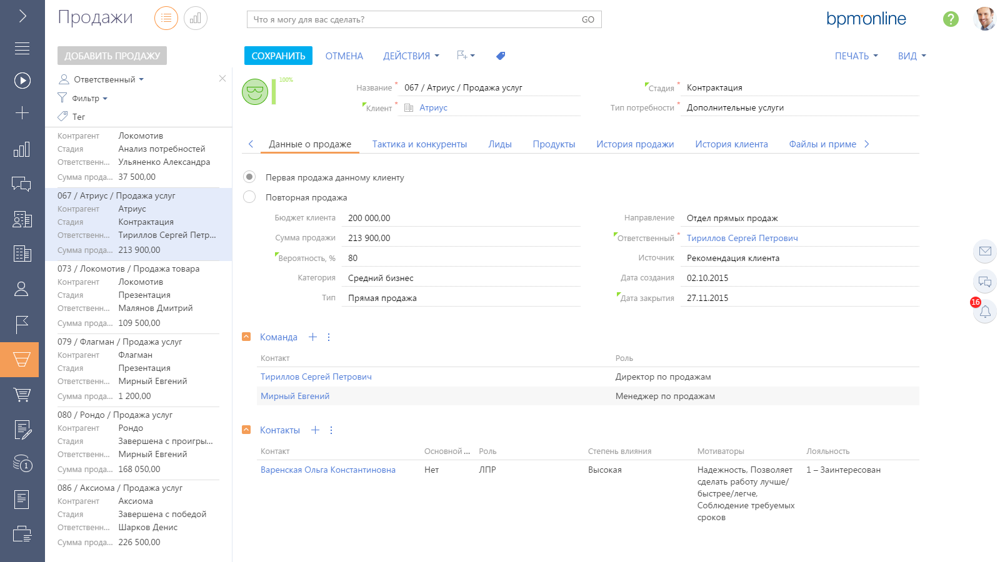 Продажи
Что я могу для вас сделать?
GO
bpm'online
?
ДОБАВИТЬ ПРОДАЖУ
СОХРАНИТЬ
ОТМЕНА
ДЕЙСТВИЯ
ПЕЧАТЬ
ВИД
Ответственный
Фильтр
Тег
Контрагент Локомотив
Стадия Анализ потребностей
Ответственн... Ульяненко Александра
Сумма прода... 37 500,00
067 / Атриус / Продажа услуг
Контрагент Атриус
Стадия Контрактация
Ответственн... Тириллов Сергей Петр...
Сумма прода... 213 900,00
073 / Локомотив / Продажа товара
Контрагент Локомотив
Стадия Презентация
Ответственн... Малянов Дмитрий
Сумма прода... 109 500,00
079 / Флагман / Продажа услуг
Контрагент Флагман
Стадия Презентация
Ответственн... Мирный Евгений
Сумма прода... 1 200,00
080 / Рондо / Продажа услуг
Контрагент Рондо
Стадия Завершена с проигры...
Ответственн... Мирный Евгений
Сумма прода... 168 050,00
086 / Аксиома / Продажа услуг
Контрагент Аксиома
Стадия Завершена с победой
Ответственн... Шарков Денис
Сумма прода... 226 500,00
1
100%
Название * 067 / Атриус / Продажа услуг
Стадия * Контрактация
Клиент * Атриус
Тип потребности * Дополнительные услуги
Данные о продаже Тактика и конкуренты Лиды Продукты История продажи История клиента Файлы и приме
Первая продажа данному клиенту
Повторная продажа
Бюджет клиента 200 000,00
Направление Отдел прямых продаж
Сумма продажи 213 900,00
Ответственный * Тириллов Сергей Петрович
Вероятность, % 80
Источник Рекомендация клиента
Категория Средний бизнес
Дата создания 02.10.2015
Тип Прямая продажа
Дата закрытия 27.11.2015
16
Команда
Контакт Роль
Тириллов Сергей Петрович Директор по продажам
Мирный Евгений Менеджер по продажам
Контакты
Контакт Основной ... Роль Степень влияния Мотиваторы Лояльность
Варенская Ольга Константиновна Нет ЛПР Высокая Надежность, Позволяет 1 – Заинтересован
сделать работу лучше/
быстрее/легче,
Соблюдение требуемых
сроков